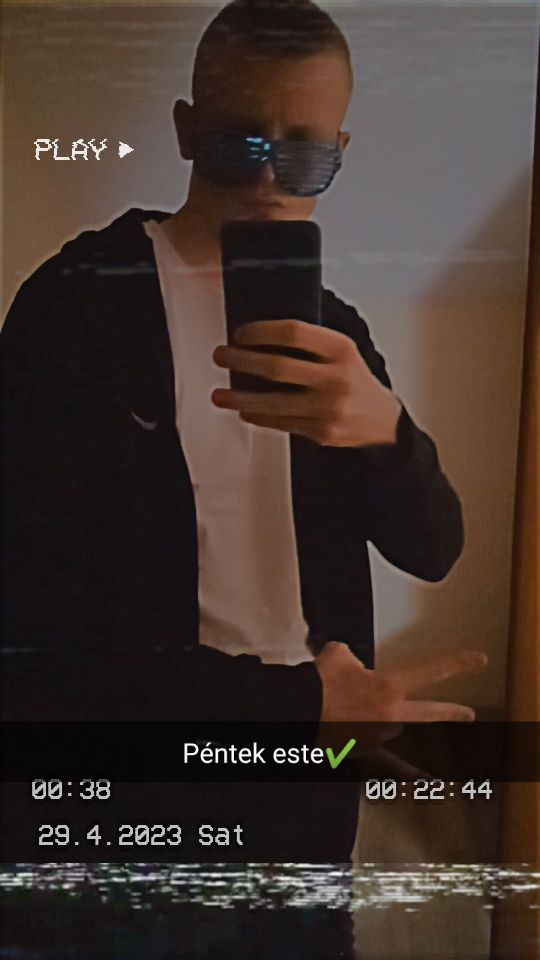 PLAY
Péntek este✅
00:38 00:22:44
29.4.2023 Sat